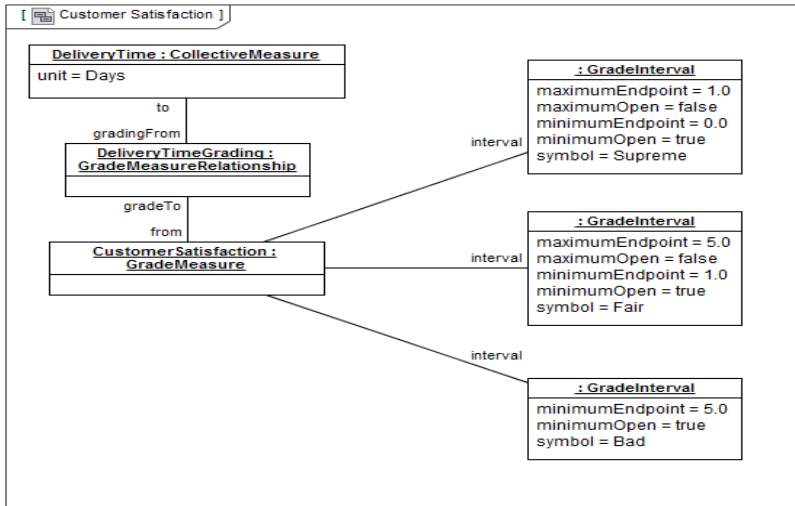 [ Customer Satisfaction ]
DeliveryTime : CollectiveMeasure
unit = Days
to
gradingFrom
DeliveryTimeGrading :
GradeMeasureRelationship
gradeTo
from
CustomerSatisfaction :
GradeMeasure
interval
: GradeInterval
maximumEndpoint = 1.0
maximumOpen = false
minimumEndpoint = 0.0
minimumOpen = true
symbol = Supreme
interval
: GradeInterval
maximumEndpoint = 5.0
maximumOpen = false
minimumEndpoint = 1.0
minimumOpen = true
symbol = Fair
interval
: GradeInterval
minimumEndpoint = 5.0
minimumOpen = true
symbol = Bad